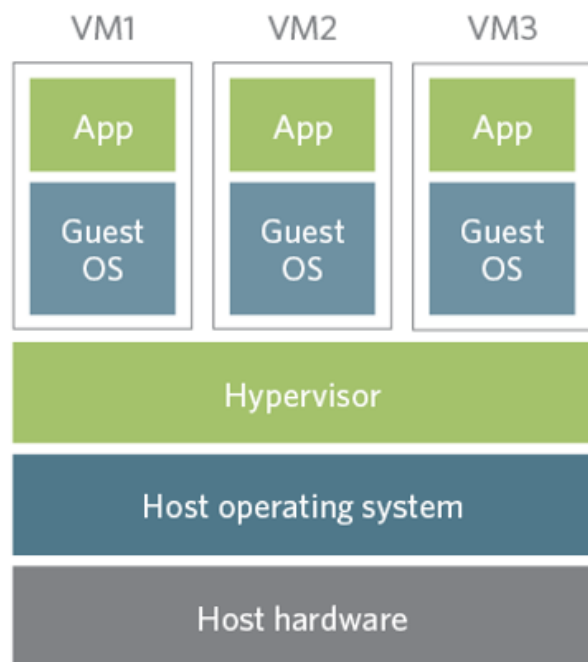 VM1 VM2 VM3
App App App
Guest Guest Guest
OS OS OS
Hypervisor
Host operating system
Host hardware